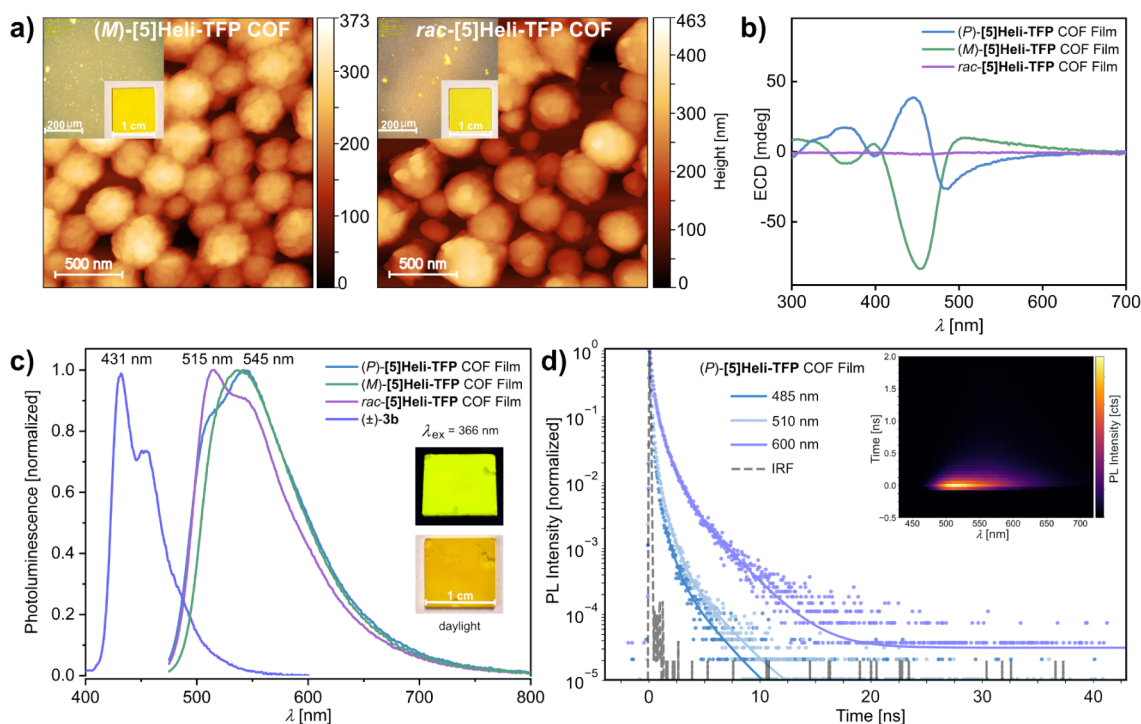 a)
(M)-[5]Heli-TFP COF
200 μm
1 cm
500 nm
373
300
200
100
0
rac-[5]Heli-TFP COF
200 μm
1 cm
500 nm
463
400
300
200
100
0
Height [nm]
b)
(P)-[5]Heli-TFP COF Film
(M)-[5]Heli-TFP COF Film
rac-[5]Heli-TFP COF Film
ECD [mdeg]
50
0
-50
300 400 500 600 700
λ [nm]
c)
431 nm 515 nm 545 nm
(P)-[5]Heli-TFP COF Film
(M)-[5]Heli-TFP COF Film
rac-[5]Heli-TFP COF Film
(±)-3b
λex = 366 nm
1 cm
daylight
Photoluminescence [normalized]
1.0
0.8
0.6
0.4
0.2
0.0
400 500 600 700 800
λ [nm]
d)
(P)-[5]Heli-TFP COF Film
485 nm
510 nm
600 nm
IRF
PL Intensity [normalized]
10⁰
10⁻¹
10⁻²
10⁻³
10⁻⁴
10⁻⁵
0 10 20 30 40
Time [ns]
Time [ns]
2.0
1.5
1.0
0.5
0.0
-0.5
450 500 550 600 650 700
λ [nm]
PL Intensity [cts]